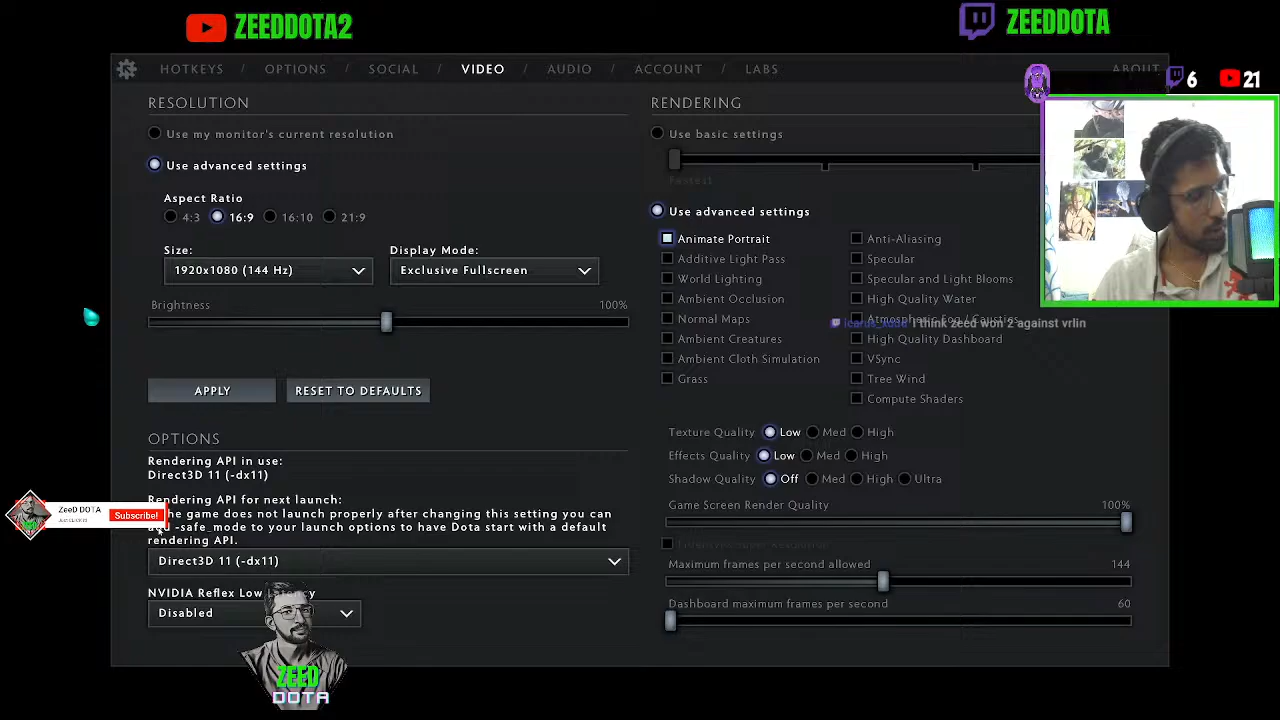 ZEEDDOTA2
ZEEDDOTA
HOTKEYS / OPTIONS / SOCIAL / VIDEO / AUDIO / ACCOUNT / LABS
ABOUT
6
21
RESOLUTION
Use my monitor's current resolution
Use advanced settings
Aspect Ratio
4:3 16:9 16:10 21:9
Size:
Display Mode:
1920x1080 (144 Hz)
Exclusive Fullscreen
Brightness
100%
APPLY
RESET TO DEFAULTS
OPTIONS
Rendering API in use:
Direct3D 11 (-dx11)
Rendering API for next launch:
the game does not launch properly after changing this setting you can
-safe_mode to your launch options to have Dota start with a default
rendering API.
Direct3D 11 (-dx11)
NVIDIA Reflex Low
Disabled
ZeeD DOTA
Subscribe!
ZEED
DOTA
RENDERING
Use basic settings
Fastest
Use advanced settings
Animate Portrait
Additive Light Pass
World Lighting
Ambient Occlusion
Normal Maps
Ambient Creatures
Ambient Cloth Simulation
Grass
Anti-Aliasing
Specular
Specular and Light Blooms
High Quality Water
Atmospheric Fog / Caustics
I think zeed won 2 against vrlin
High Quality Dashboard
VSync
Tree Wind
Compute Shaders
Texture Quality Low Med High
Effects Quality Low Med High
Shadow Quality Off Med High Ultra
Game Screen Render Quality 100%
Maximum frames per second allowed 144
Dashboard maximum frames per second 60